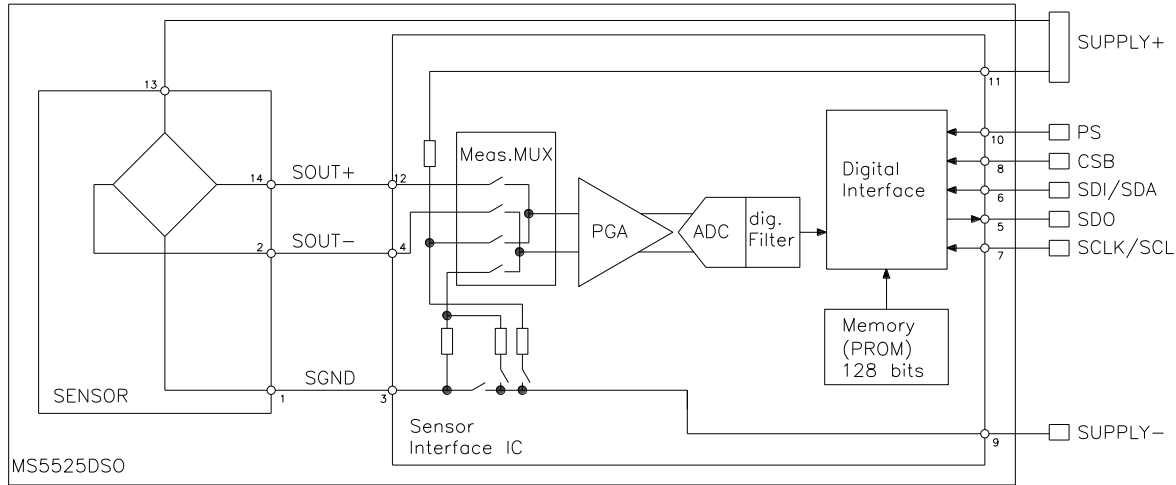 SUPPLY+
13
11
PS
10
Meas.MUX
CSB
8
Digital
Interface
14
SOUT+
12
SDI/SDA
6
PGA
ADC
dig.
Filter
SDO
5
2
SOUT-
4
SCLK/SCL
7
Memory
(PROM)
128 bits
SENSOR
1
SGND
3
Sensor
Interface IC
9
SUPPLY-
MS5525DSO